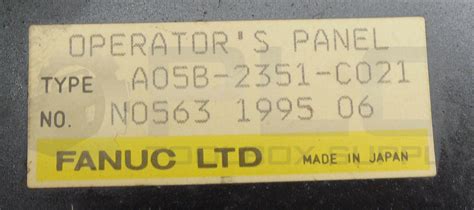 OPERATOR'S PANEL
TYPE A05B-2351-C021
NO. N0563 1995 06
FANUC LTD MADE IN JAPAN